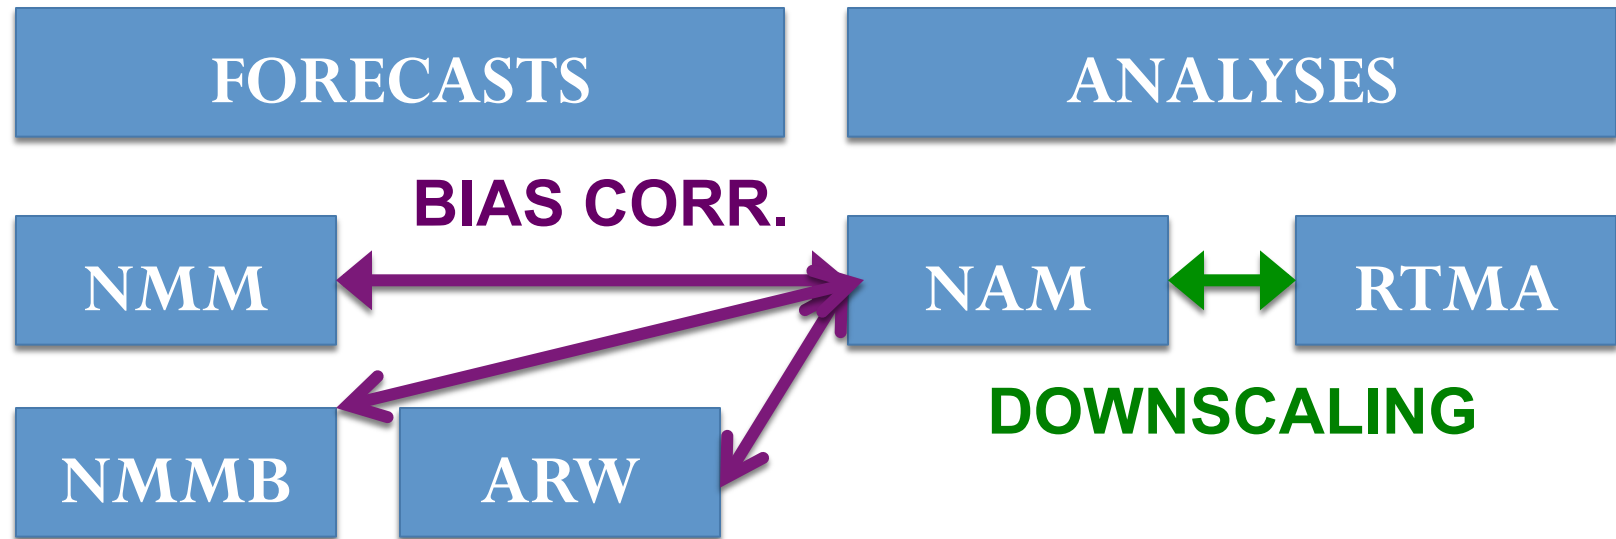 FORECASTS
ANALYSES
BIAS CORR.
NMM
NAM
RTMA
DOWNSCALING
NMMB
ARW